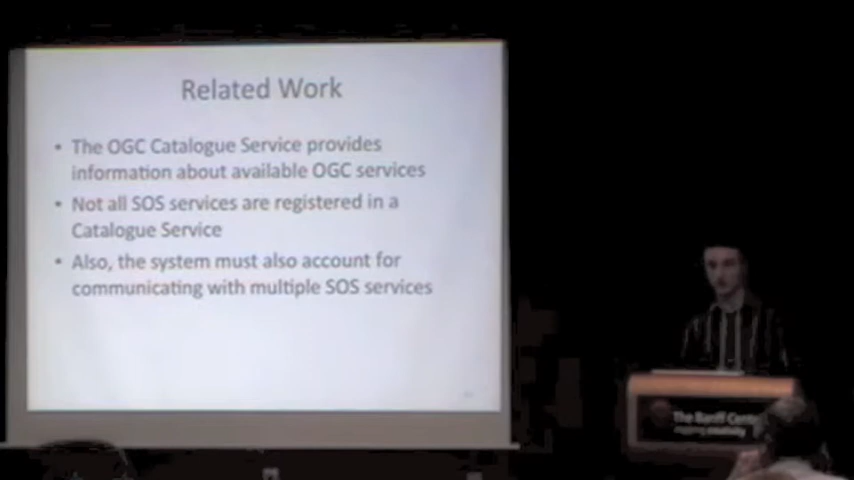 Related Work
• The OGC Catalogue Service provides
information about available OGC services
• Not all SOS services are registered in a
Catalogue Service
• Also, the system must also account for
communicating with multiple SOS services
The Banff